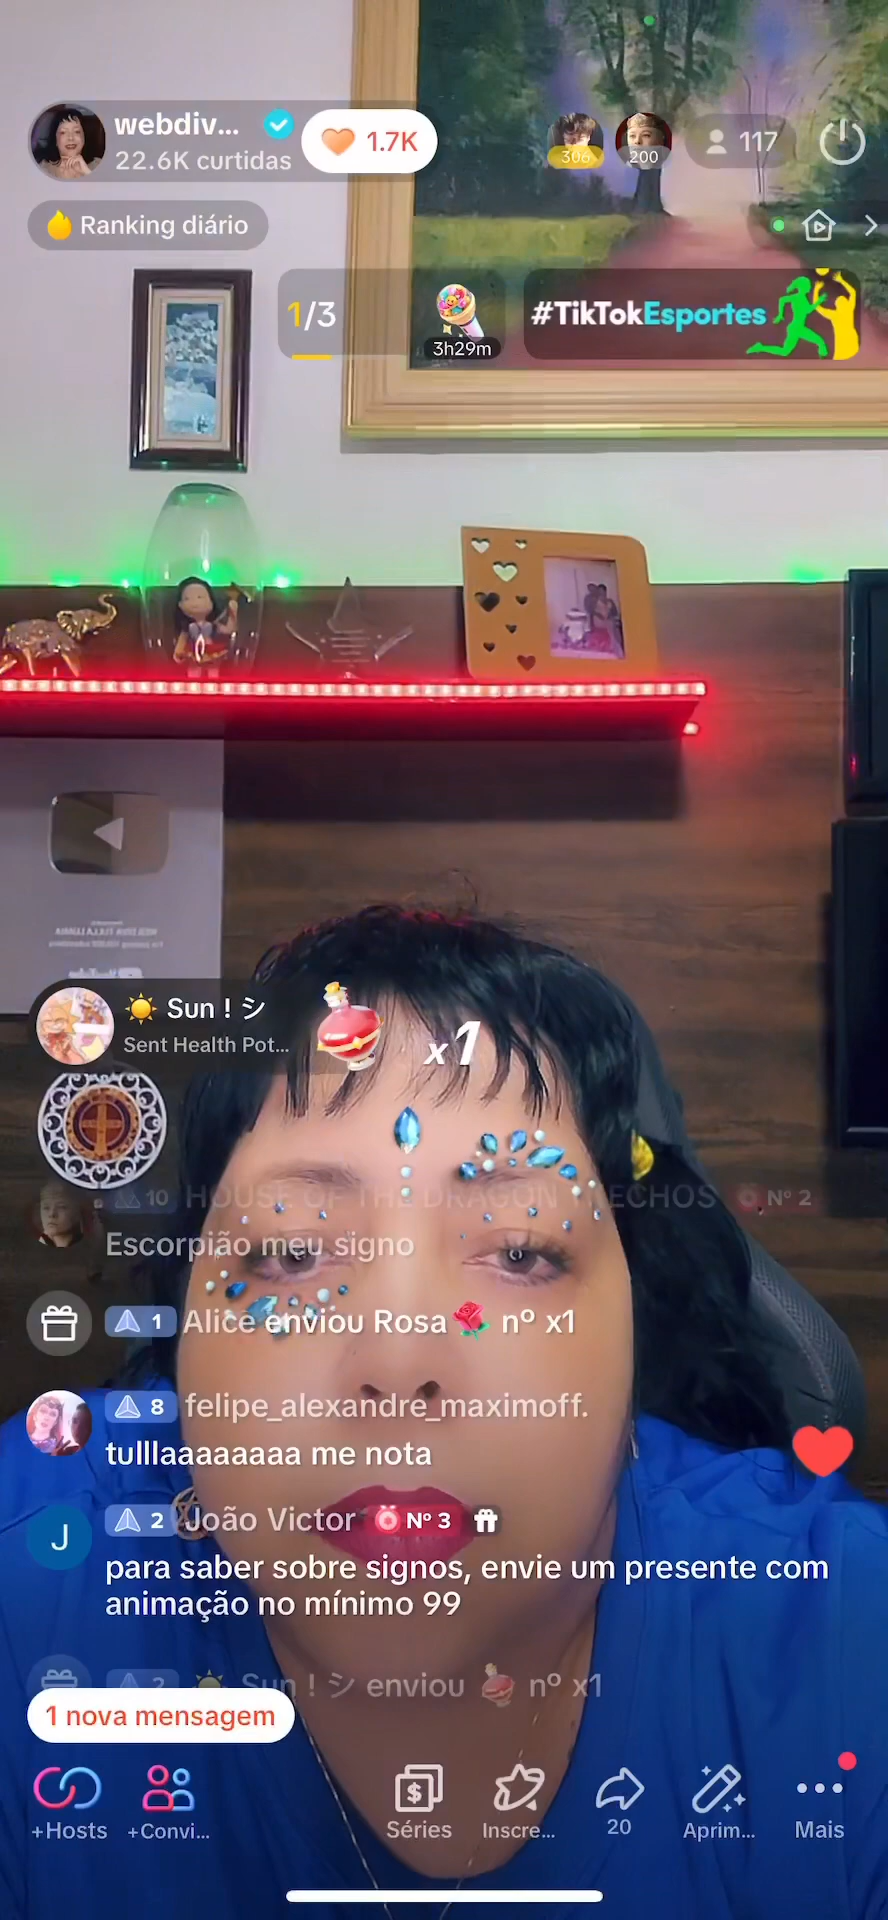 webdiv...
22.6K curtidas
1.7K
306
200
117
Ranking diário
1/3
3h29m
#TikTokEsportes
Sun ! シ
Sent Health Pot...
x1
10 HOUSE OF THE DRAGON TRECHOS Nº 2
Escorpião meu signo
1 Alice enviou Rosa nº x1
8 felipe_alexandre_maximoff.
tulllaaaaaaaa me nota
J
2 João Victor Nº 3
para saber sobre signos, envie um presente com
animação no mínimo 99
2 Sun ! シ enviou nº x1
1 nova mensagem
+Hosts
+Convi...
Séries
Inscre...
20
Aprim...
Mais